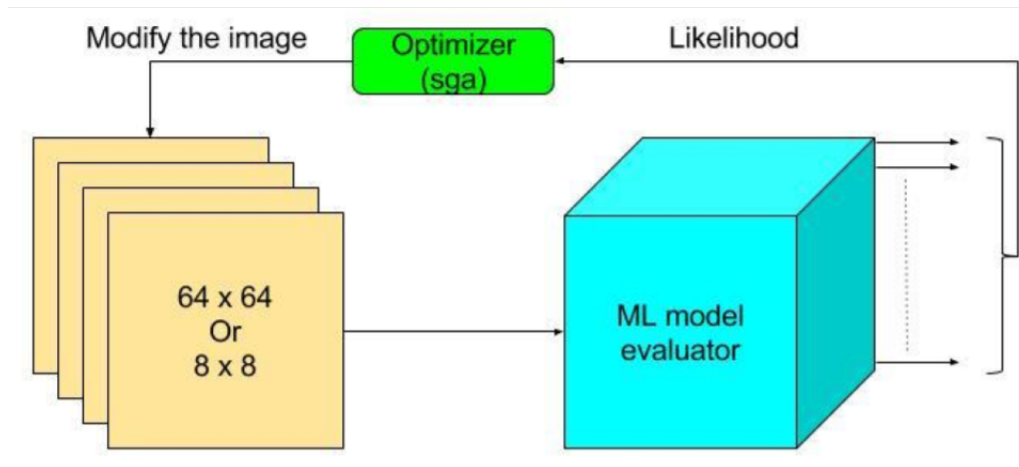 Modify the image
Optimizer
(sga)
Likelihood
64 x 64
Or
8 x 8
ML model
evaluator